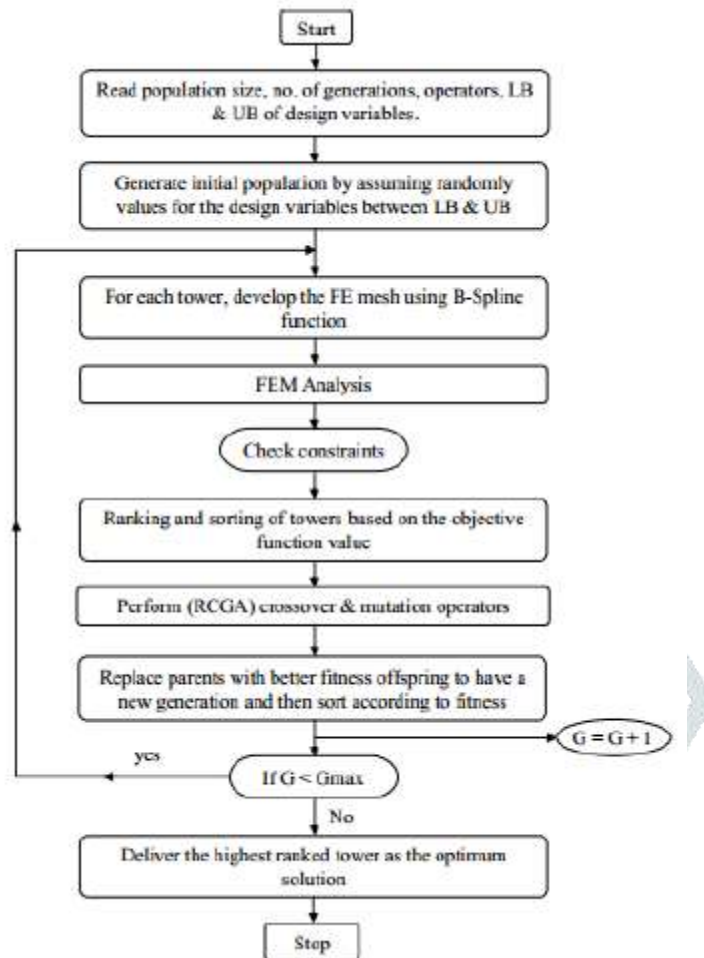 Start
Read population size, no. of generations, operators, LB
& UB of design variables.
Generate initial population by assuming randomly
values for the design variables between LB & UB
For each tower, develop the FE mesh using B-Spline
function
FEM Analysis
Check constraints
Ranking and sorting of towers based on the objective
function value
Perform (RCGA) crossover & mutation operators
Replace parents with better fitness offspring to have a
new generation and then sort according to fitness
G = G + 1
yes
If G < Gmax
No
Deliver the highest ranked tower as the optimum
solution
Stop